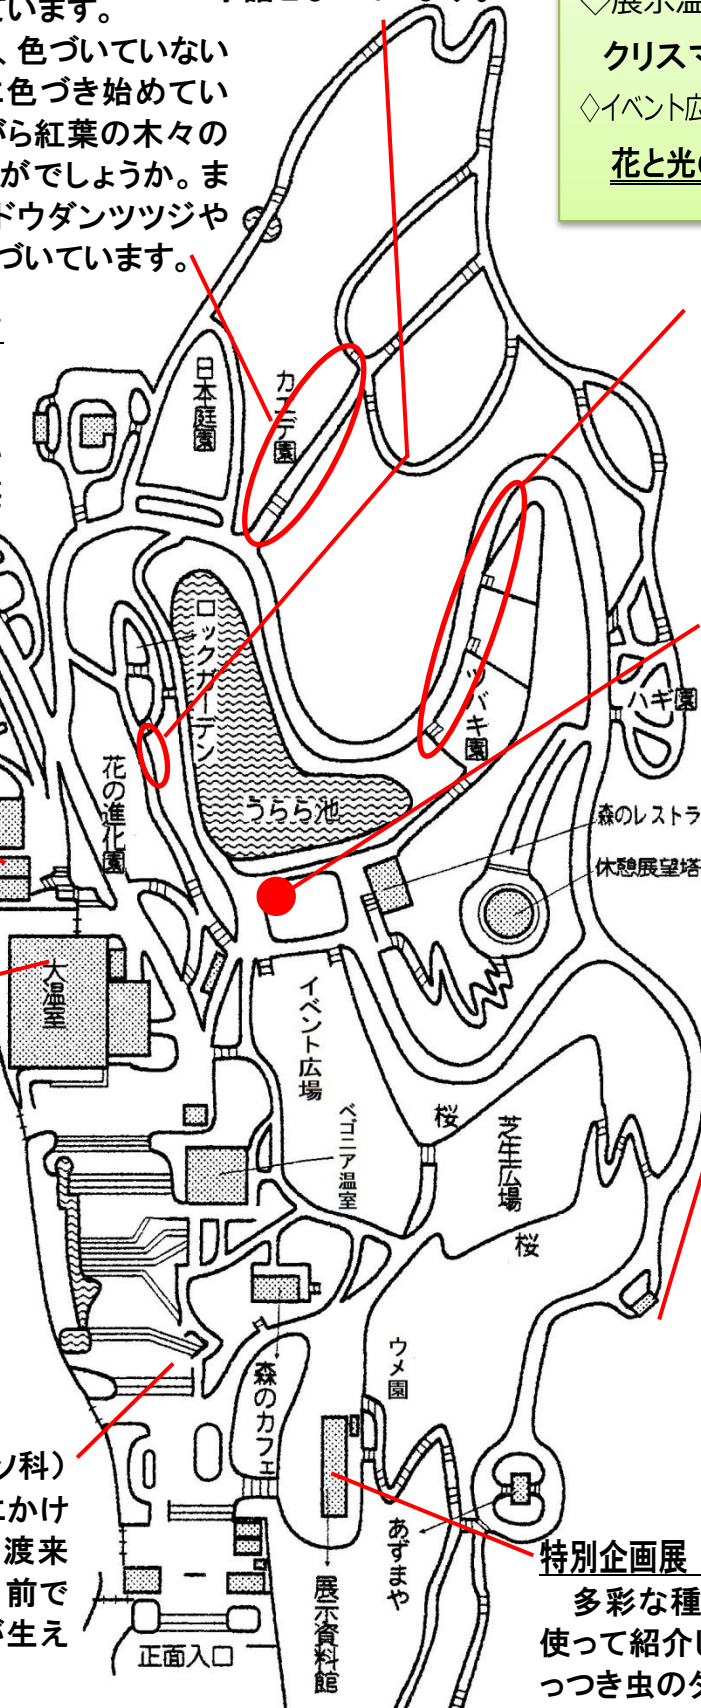 ています。
、色づいていない
に色づき始めてい
がら紅葉の木々の
がでしょうか。ま
ドウダンツツジや
づいています。
◇展示温
クリスマ
◇イベント広
花と光の
日本庭園
カエデ園
ロックガーデン
ツバキ園
ハギ園
花の進化園
うらら池
森のレストラ
休憩展望塔
大温室
イベント広場
ベゴニア温室
桜
芝生広場
桜
ウメ園
森のカフェ
あずまや
展示資料館
正面入口
ソ科)
にかけ
渡来
前で
が生え
特別企画展
多彩な種
使って紹介し
っつき虫のダ